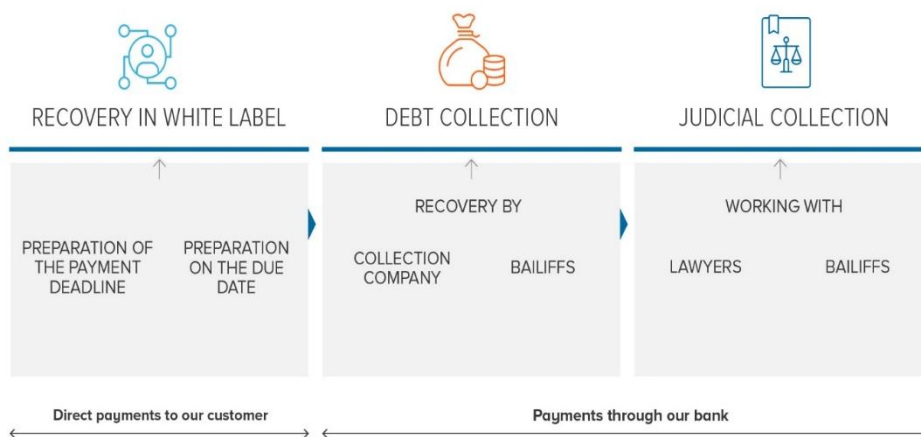 RECOVERY IN WHITE LABEL
DEBT COLLECTION
JUDICIAL COLLECTION
PREPARATION OF
THE PAYMENT
DEADLINE
PREPARATION
ON THE DUE
DATE
RECOVERY BY
COLLECTION
COMPANY
BAILIFFS
WORKING WITH
LAWYERS
BAILIFFS
Direct payments to our customer
Payments through our bank